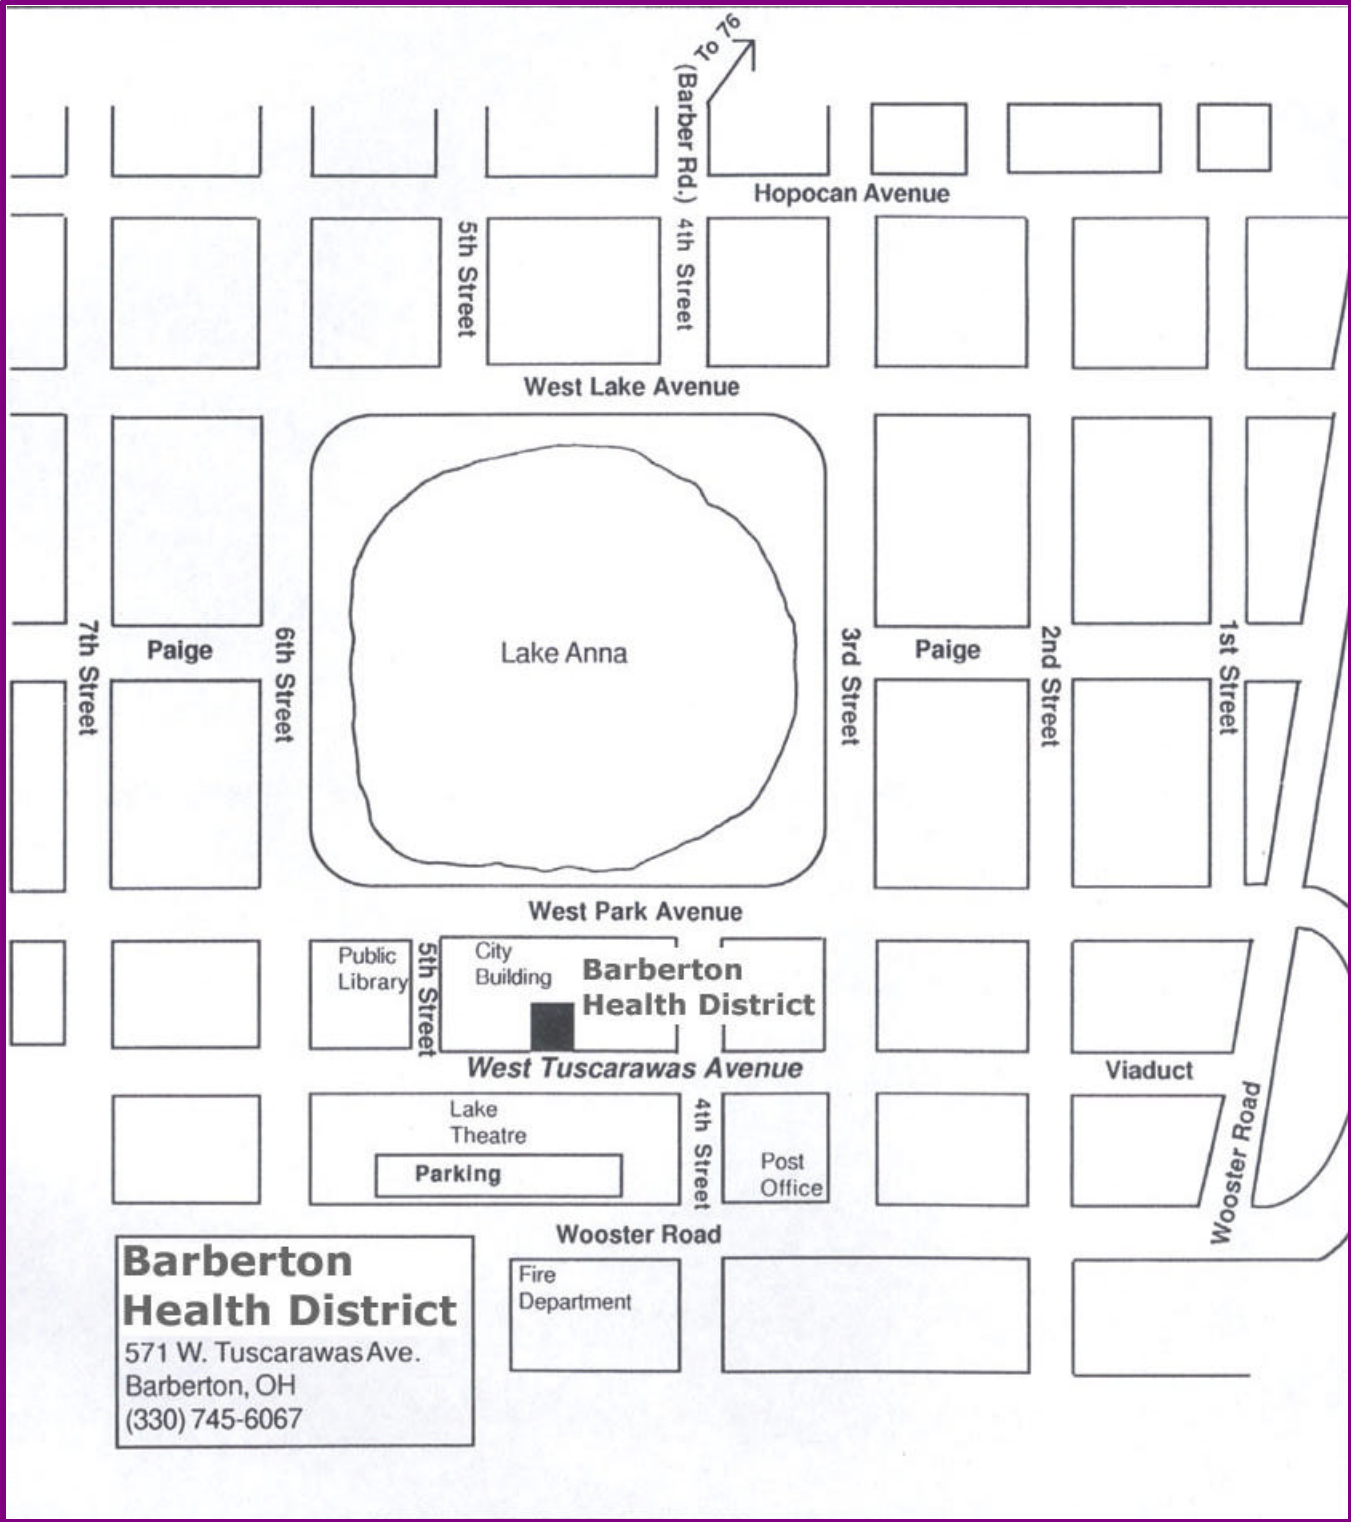 To 76
(Barber Rd.)
Hopocan Avenue
5th Street
4th Street
West Lake Avenue
7th Street
Paige
6th Street
Lake Anna
3rd Street
Paige
2nd Street
1st Street
West Park Avenue
Public
Library
5th Street
City
Building
Barberton
Health District
West Tuscarawas Avenue
Viaduct
Lake
Theatre
Parking
4th Street
Post
Office
Wooster Road
Wooster Road
Fire
Department
Barberton
Health District
571 W. Tuscarawas Ave.
Barberton, OH
(330) 745-6067